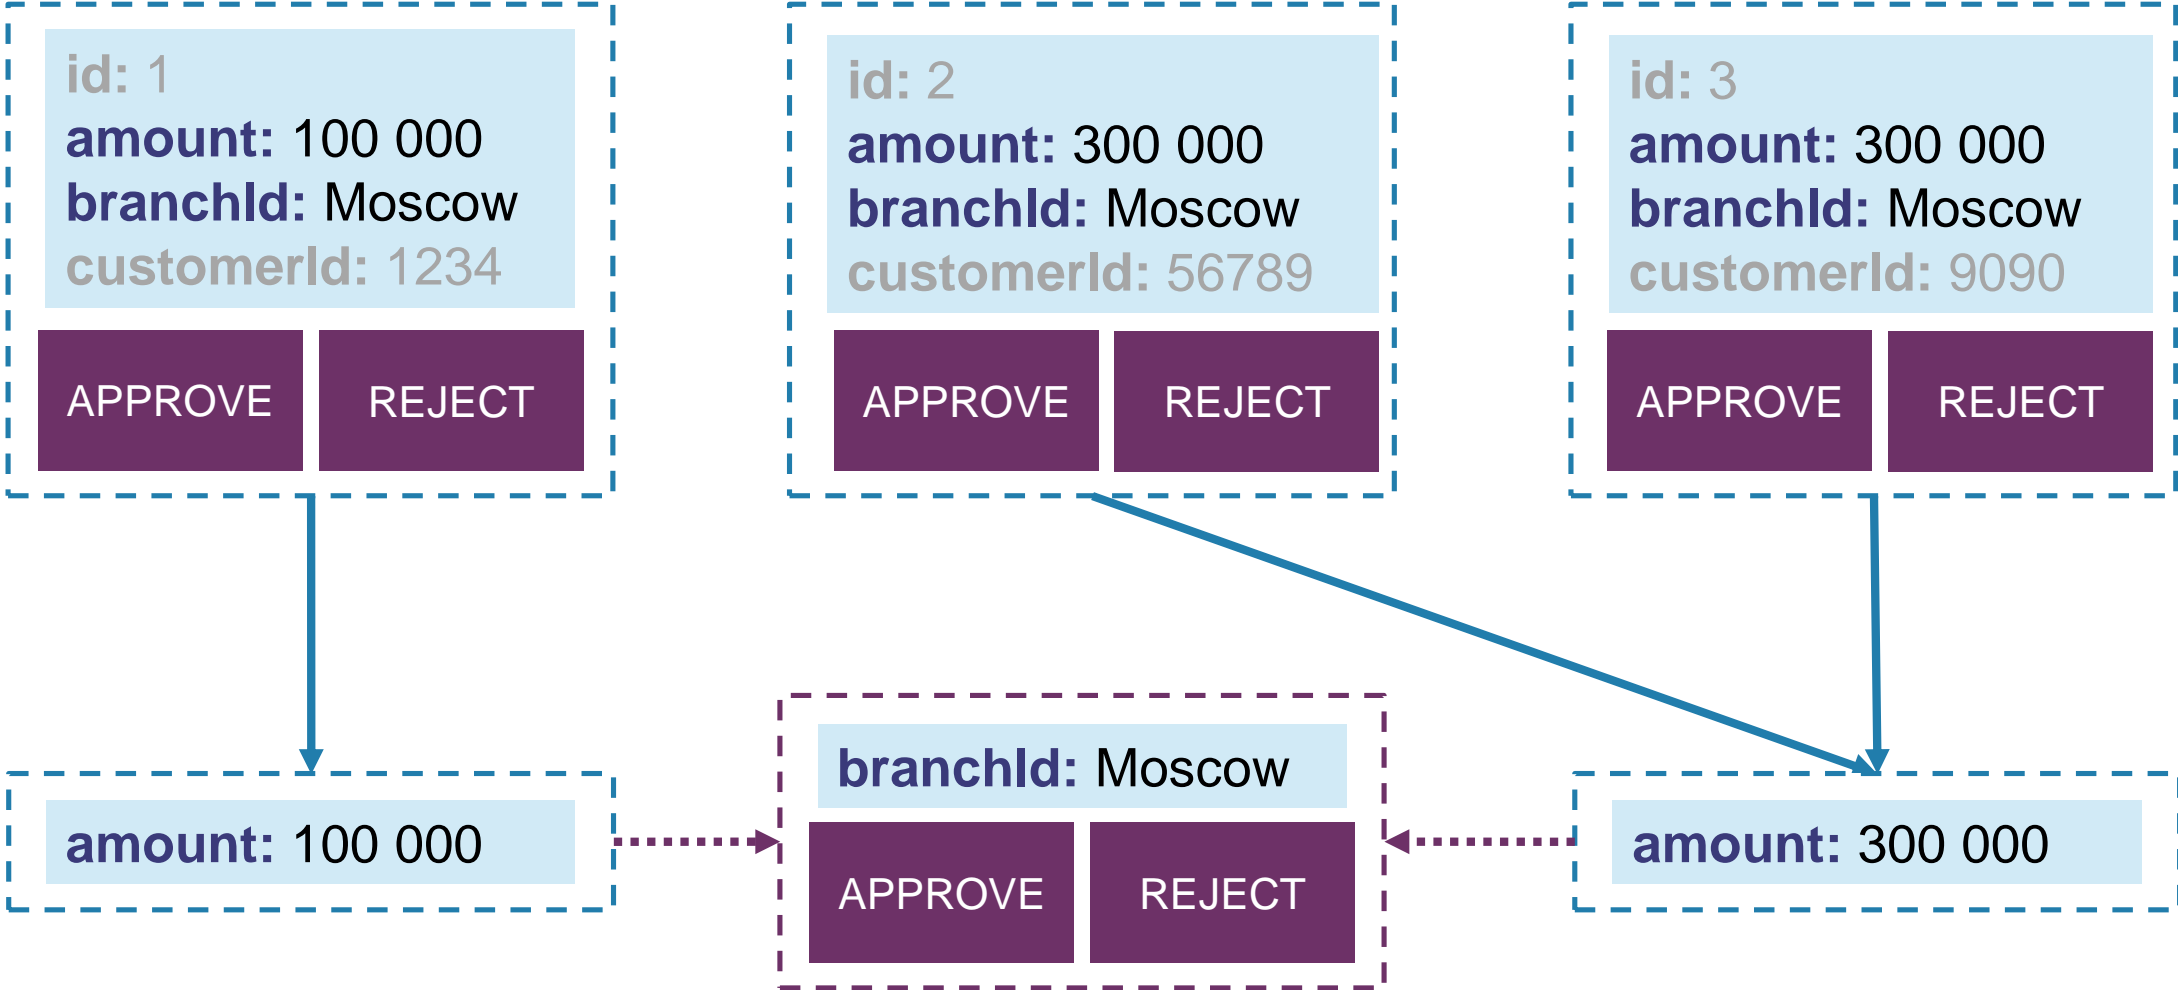 id: 1
amount: 100 000
branchId: Moscow
customerId: 1234
APPROVE
REJECT
id: 2
amount: 300 000
branchId: Moscow
customerId: 56789
APPROVE
REJECT
id: 3
amount: 300 000
branchId: Moscow
customerId: 9090
APPROVE
REJECT
amount: 100 000
branchId: Moscow
APPROVE
REJECT
amount: 300 000